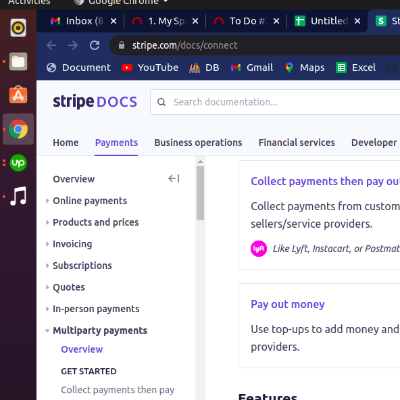 Activities
Google Chrome
Inbox (8
1. My Sp
To Do #
Untitled
St
stripe.com/docs/connect
Document
YouTube
DB
Gmail
Maps
Excel
stripe DOCS
Search documentation...
Home
Payments
Business operations
Financial services
Developer
Overview
Online payments
Products and prices
Invoicing
Subscriptions
Quotes
In-person payments
Multiparty payments
Overview
GET STARTED
Collect payments then pay
Collect payments then pay ou
Collect payments from custom
sellers/service providers.
lyft
Like Lyft, Instacart, or Postmat
Pay out money
Use top-ups to add money and
providers.
Features
up